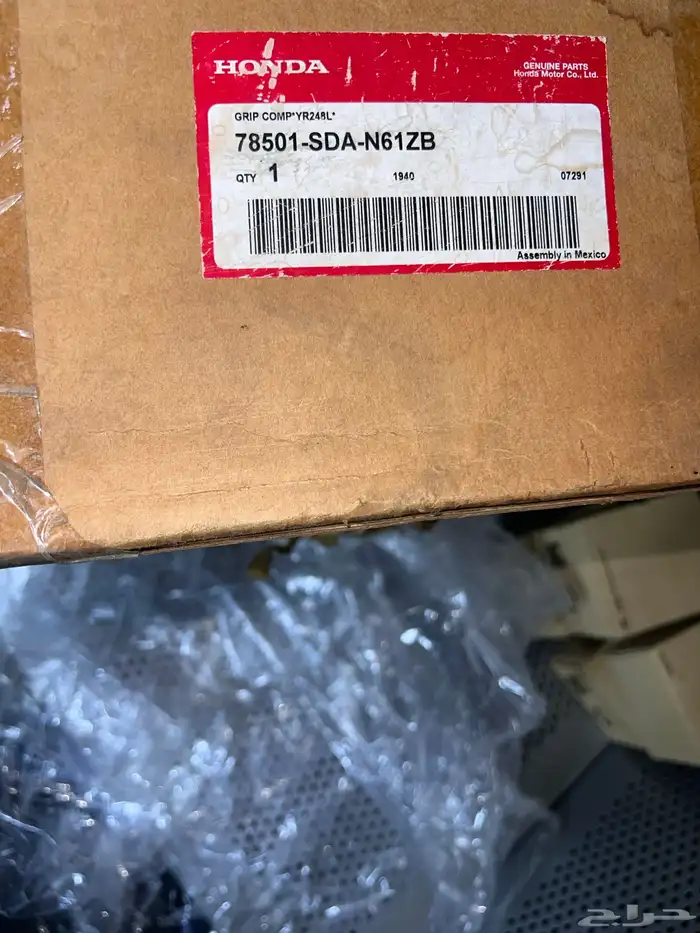 HONDA
GENUINE PARTS
Honda Motor Co., Ltd.
GRIP COMP*YR248L*
78501-SDA-N61ZB
QTY 1 1940 07291
Assembly in Mexico
حراج